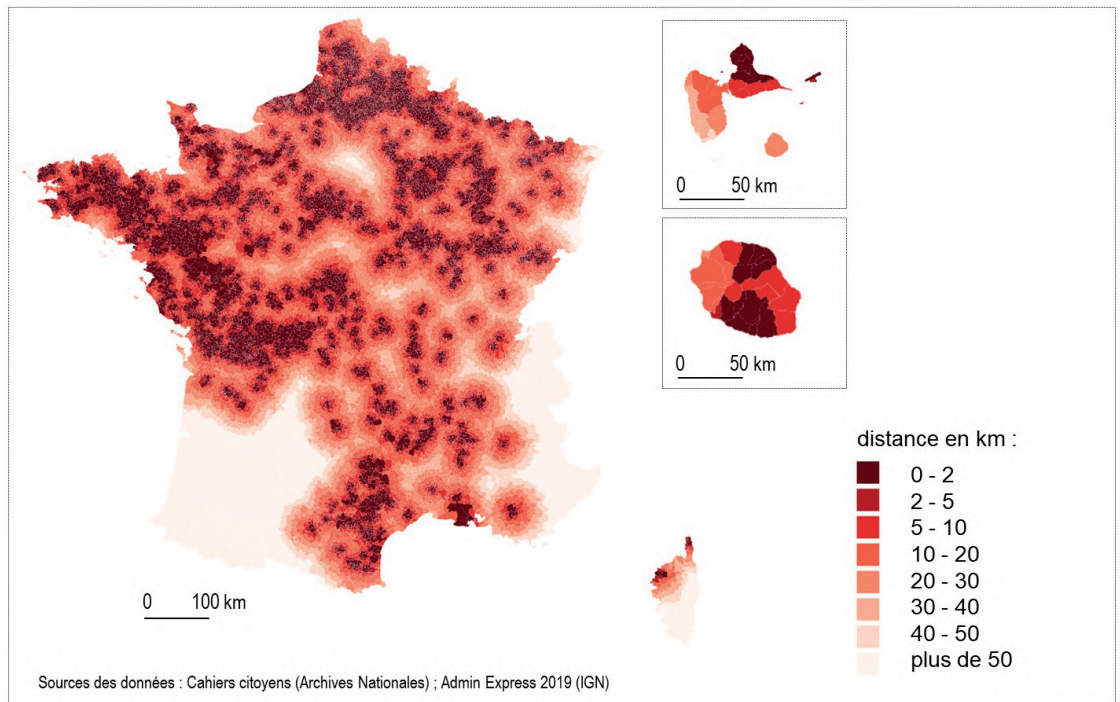 0 50 km
0 50 km
distance en km :
0 - 2
2 - 5
5 - 10
10 - 20
20 - 30
30 - 40
40 - 50
plus de 50
0 100 km
Sources des données : Cahiers citoyens (Archives Nationales) ; Admin Express 2019 (IGN)